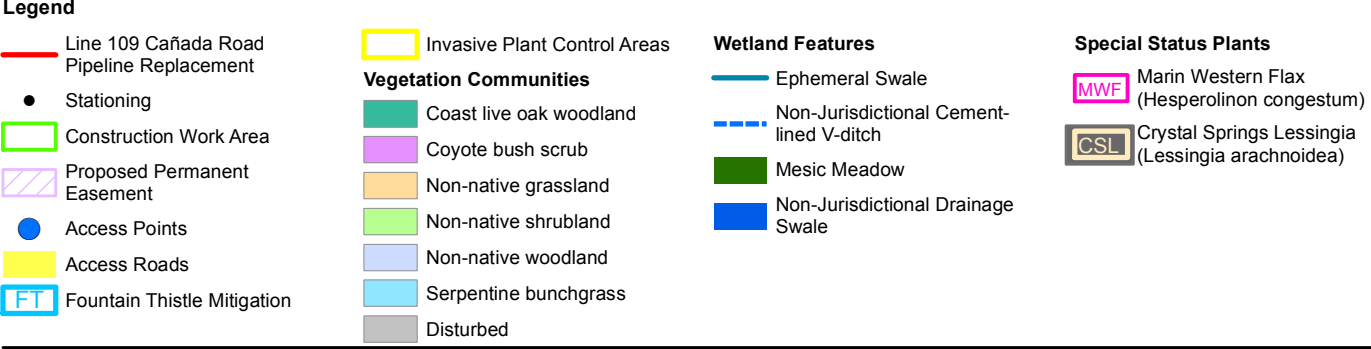 Legend
Line 109 Cañada Road
Pipeline Replacement
Stationing
Construction Work Area
Proposed Permanent
Easement
Access Points
Access Roads
FT Fountain Thistle Mitigation
Invasive Plant Control Areas
Vegetation Communities
Coast live oak woodland
Coyote bush scrub
Non-native grassland
Non-native shrubland
Non-native woodland
Serpentine bunchgrass
Disturbed
Wetland Features
Ephemeral Swale
Non-Jurisdictional Cement-
lined V-ditch
Mesic Meadow
Non-Jurisdictional Drainage
Swale
Special Status Plants
MWF Marin Western Flax
(Hesperolinon congestum)
CSL Crystal Springs Lessingia
(Lessingia arachnoidea)